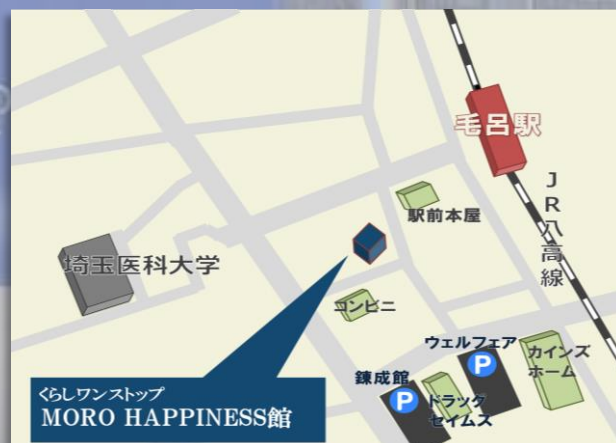 毛呂駅
JR八高線
駅前本屋
埼玉医科大学
コンビニ
ウェルフェア
P
カインズ
ホーム
錬成館
P
ドラッグ
セイムス
くらしワンストップ
MORO HAPPINESS館